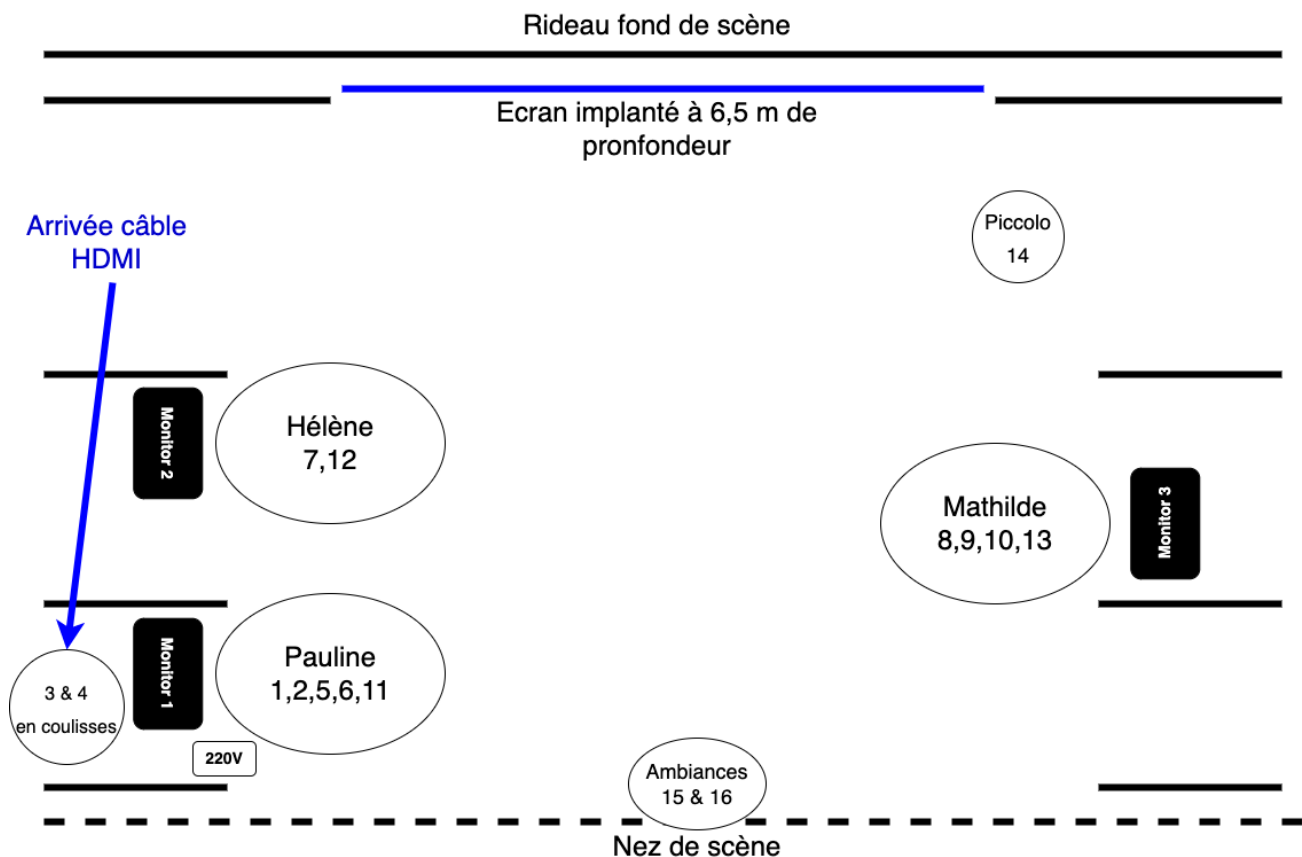 Rideau fond de scène
Ecran implanté à 6,5 m de
pronfondeur
Arrivée câble
HDMI
Piccolo
14
Monitor 2
Hélène
7,12
Mathilde
8,9,10,13
Monitor 3
3 & 4
en coulisses
Monitor 1
Pauline
1,2,5,6,11
220V
Ambiances
15 & 16
Nez de scène